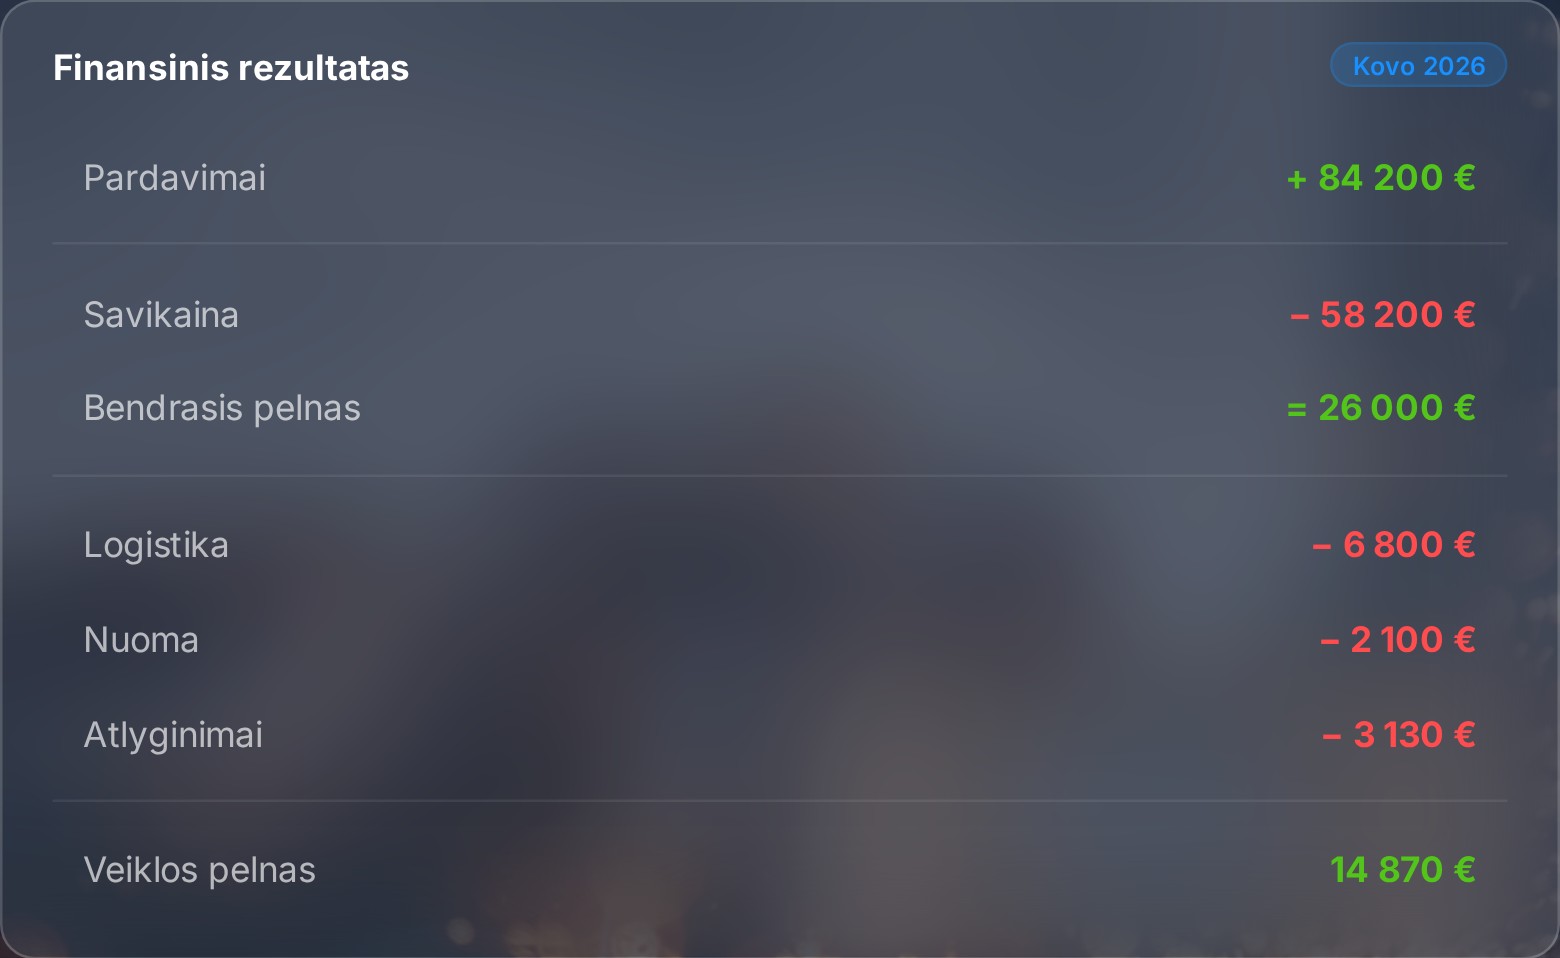 Finansinis rezultatas Kovo 2026
Pardavimai + 84 200 €
Savikaina – 58 200 €
Bendrasis pelnas = 26 000 €
Logistika – 6 800 €
Nuoma – 2 100 €
Atlyginimai – 3 130 €
Veiklos pelnas 14 870 €